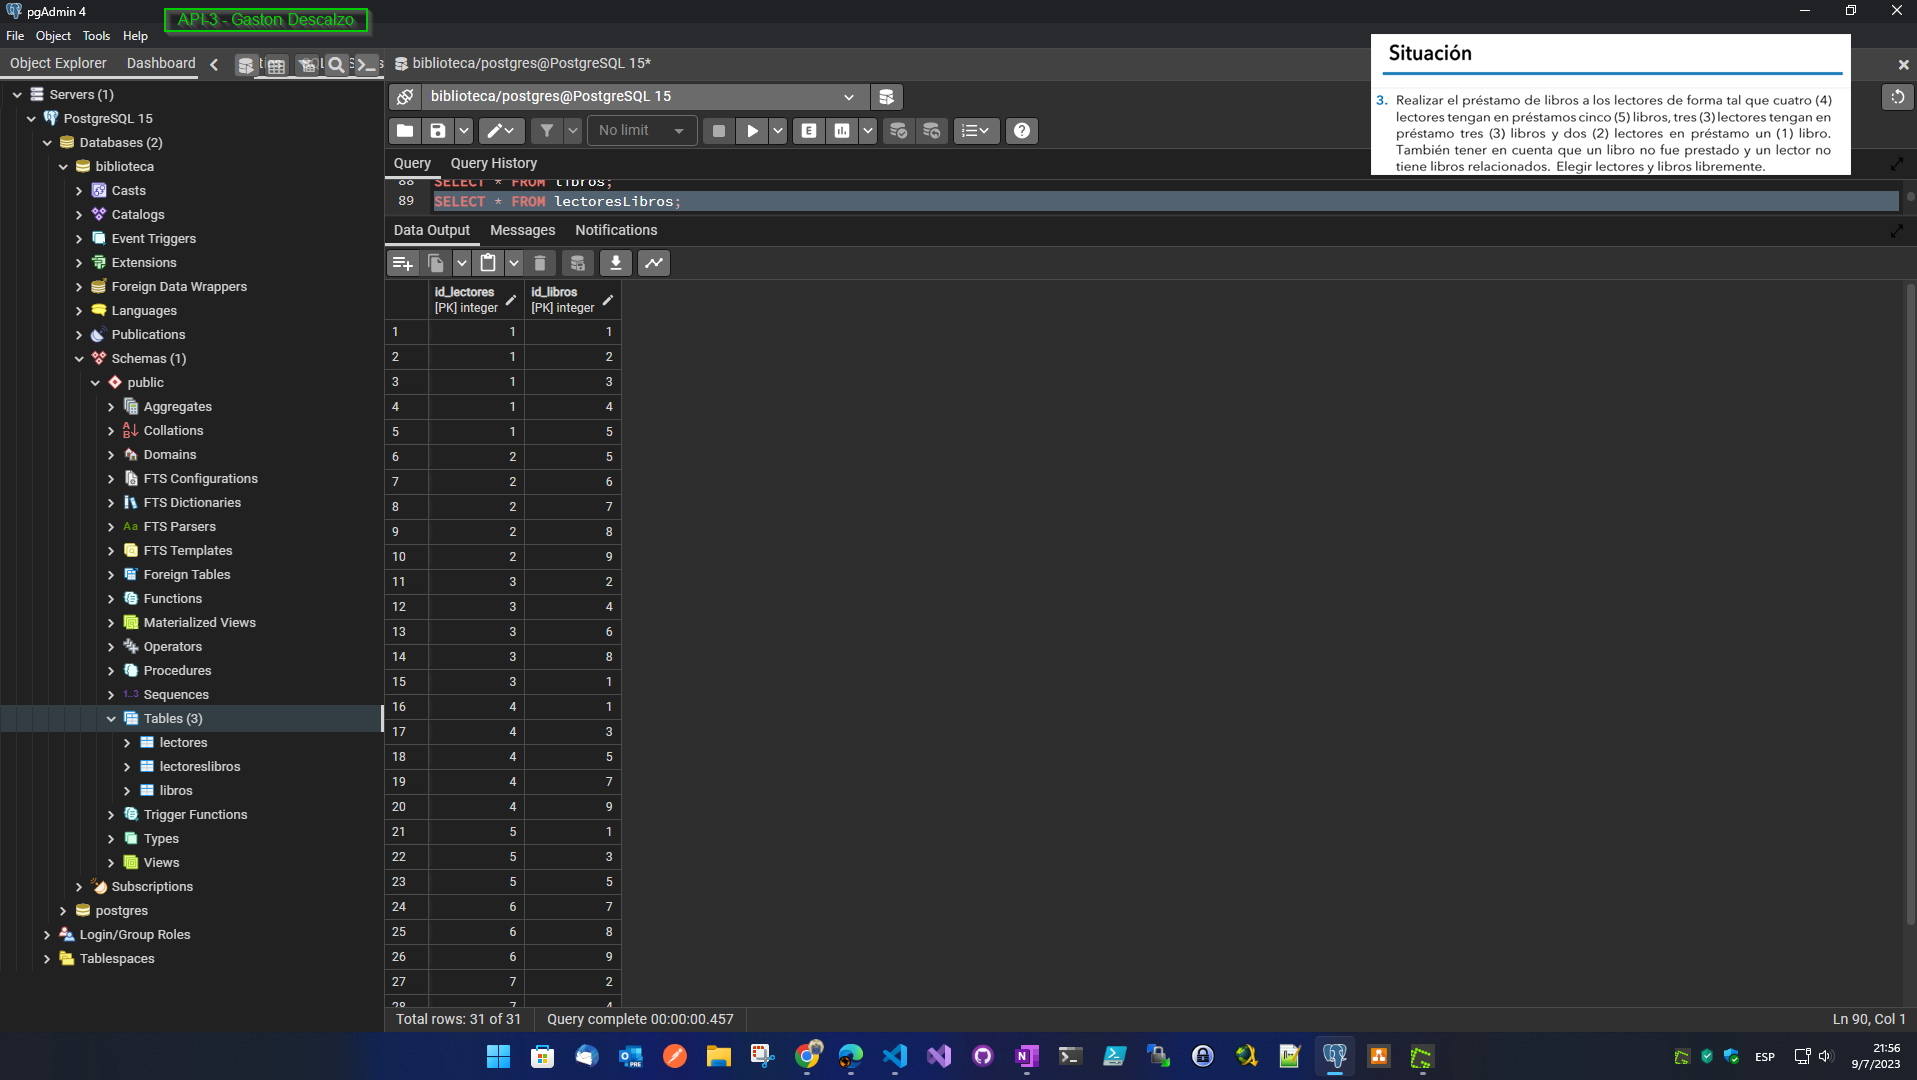 pgAdmin 4
API-3 - Gaston Descalzo
File Object Tools Help
Object Explorer Dashboard
biblioteca/postgres@PostgreSQL 15*
Situación
3. Realizar el préstamo de libros a los lectores de forma tal que cuatro (4)
lectores tengan en préstamos cinco (5) libros, tres (3) lectores tengan en
préstamo tres (3) libros y dos (2) lectores en préstamo un (1) libro.
También tener en cuenta que un libro no fue prestado y un lector no
tiene libros relacionados. Elegir lectores y libros libremente.
Servers (1)
PostgreSQL 15
Databases (2)
biblioteca
Casts
Catalogs
Event Triggers
Extensions
Foreign Data Wrappers
Languages
Publications
Schemas (1)
public
Aggregates
Collations
Domains
FTS Configurations
FTS Dictionaries
Aa FTS Parsers
FTS Templates
Foreign Tables
Functions
Materialized Views
Operators
Procedures
1..3 Sequences
Tables (3)
lectores
lectoreslibros
libros
Trigger Functions
Types
Views
Subscriptions
postgres
Login/Group Roles
Tablespaces
biblioteca/postgres@PostgreSQL 15
No limit
E
Query Query History
88 SELECT * FROM libros;
89 SELECT * FROM lectoresLibros;
Data Output Messages Notifications
id_lectores id_libros
[PK] integer [PK] integer
1 1 1
2 1 2
3 1 3
4 1 4
5 1 5
6 2 5
7 2 6
8 2 7
9 2 8
10 2 9
11 3 2
12 3 4
13 3 6
14 3 8
15 3 1
16 4 1
17 4 3
18 4 5
19 4 7
20 4 9
21 5 1
22 5 3
23 5 5
24 6 7
25 6 8
26 6 9
27 7 2
28 7 4
Total rows: 31 of 31 Query complete 00:00:00.457
Ln 90, Col 1
ESP
21:56
9/7/2023